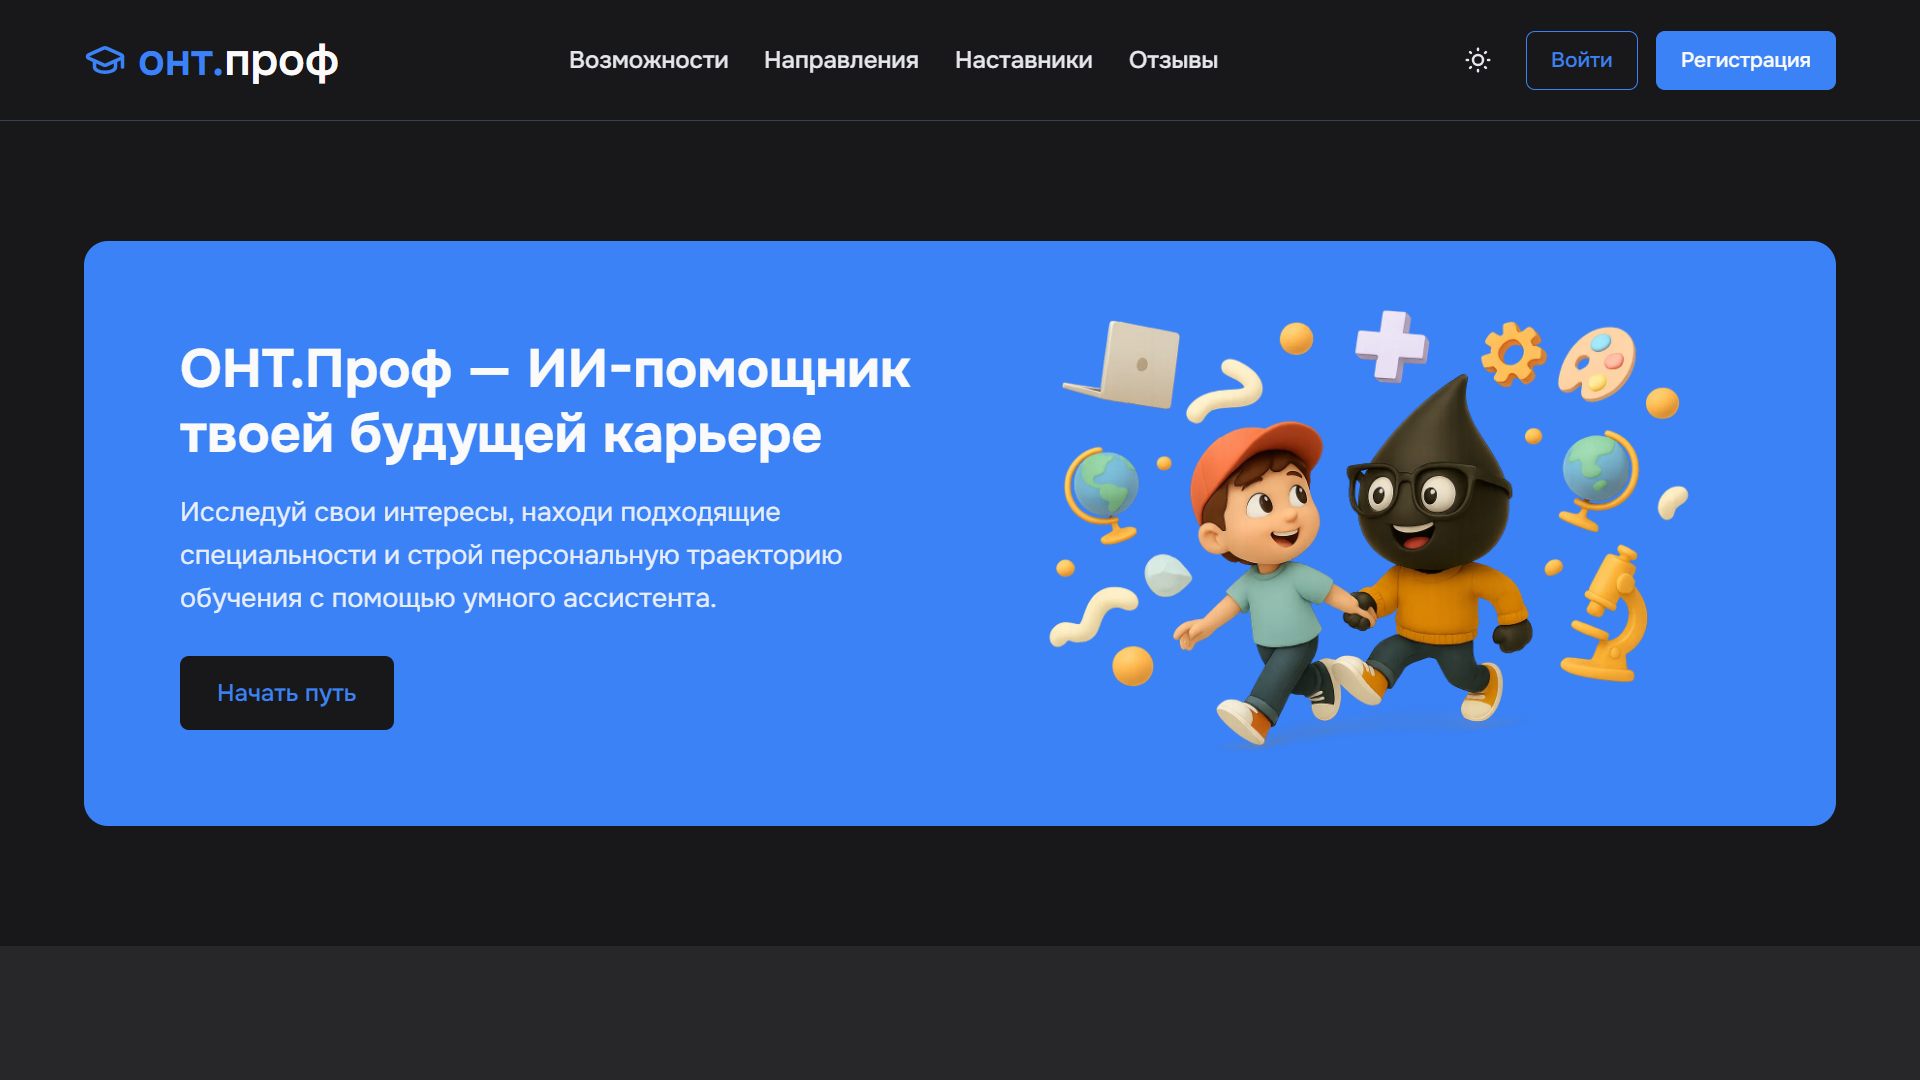 онт.проф
Возможности Направления Наставники Отзывы
Войти
Регистрация
ОНТ.Проф — ИИ-помощник
твоей будущей карьере
Исследуй свои интересы, находи подходящие
специальности и строй персональную траекторию
обучения с помощью умного ассистента.
Начать путь